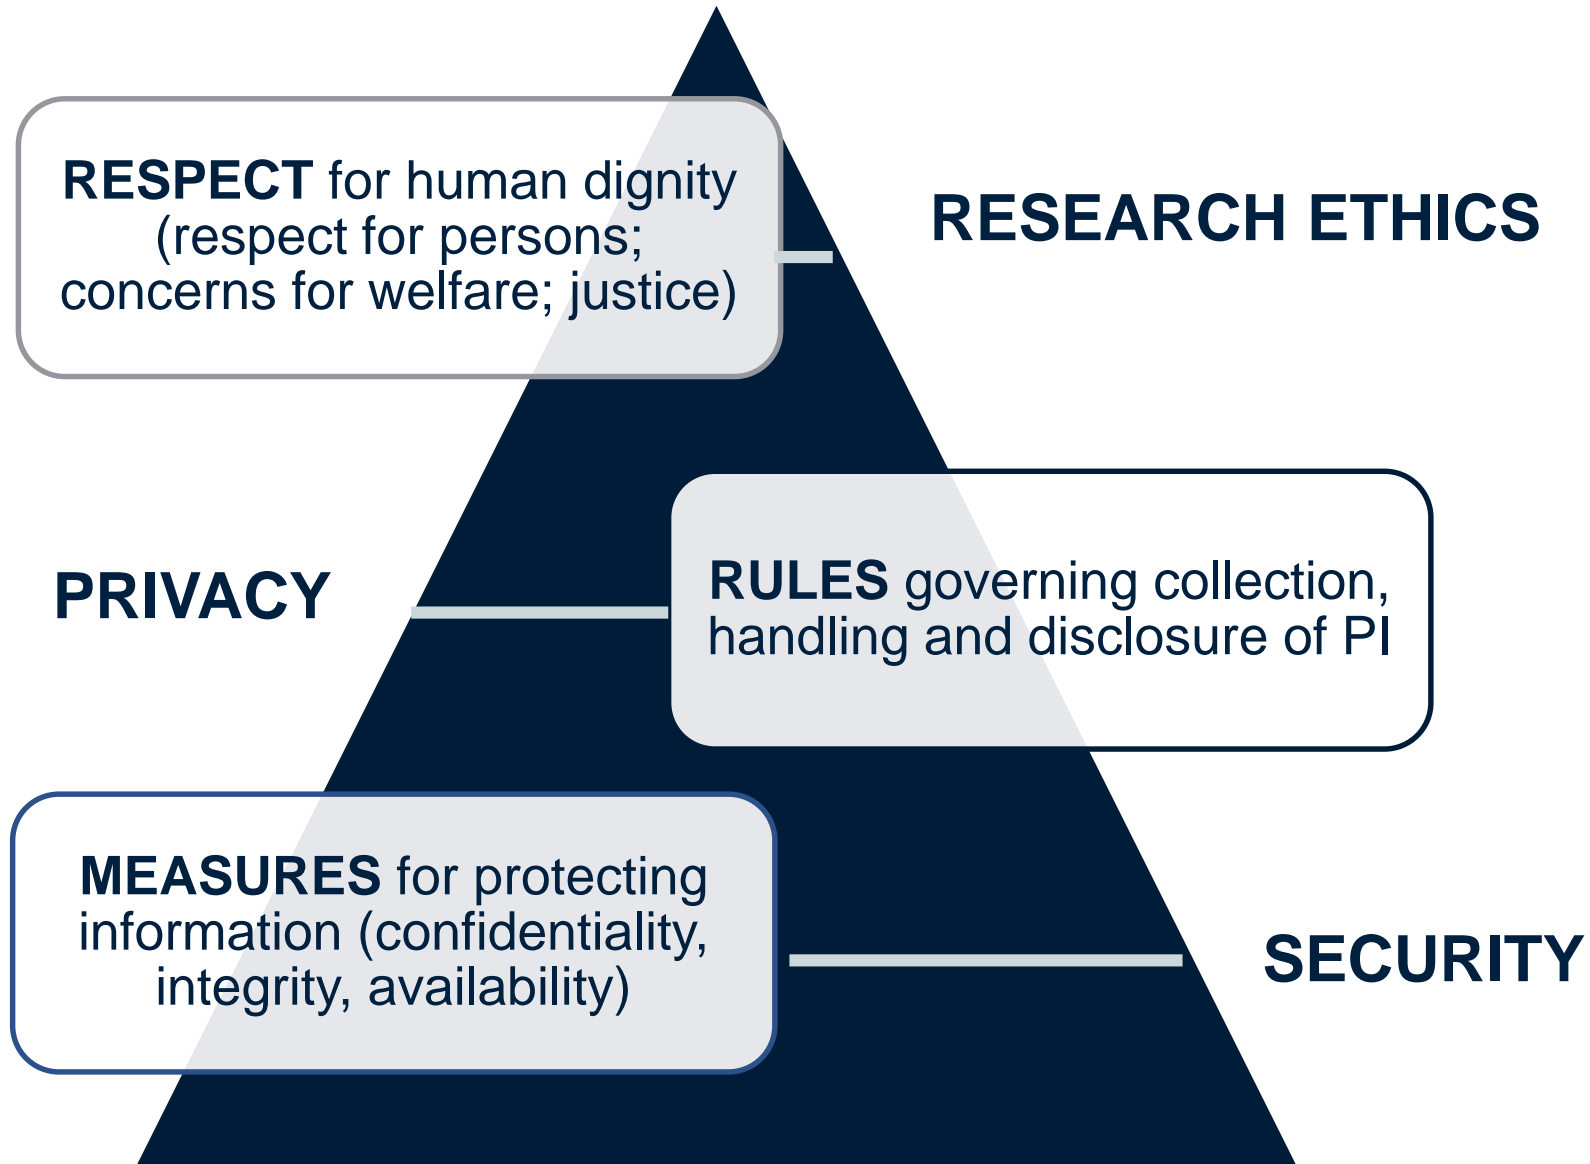 RESPECT for human dignity
(respect for persons;
concerns for welfare; justice)
RESEARCH ETHICS
PRIVACY
RULES governing collection,
handling and disclosure of PI
MEASURES for protecting
information (confidentiality,
integrity, availability)
SECURITY